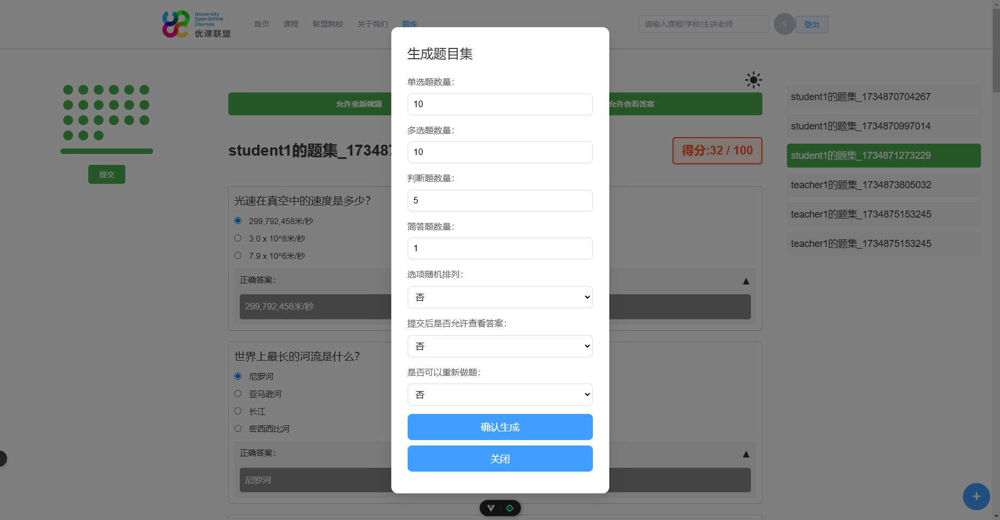 University
Open Online
Courses
优课联盟
首页
课程
联盟院校
关于我们
题库
请输入课程/学校/主讲老师
S
登出
提交
允许重新做题
允许查看答案
student1的题集_17348
得分:32 / 100
光速在真空中的速度是多少?
299,792,458米/秒
3.0 x 10^8米/秒
7.9 x 10^6米/秒
正确答案:
▲
299,792,458米/秒
世界上最长的河流是什么?
尼罗河
亚马逊河
长江
密西西比河
正确答案:
▲
尼罗河
生成题目集
单选题数量:
10
多选题数量:
10
判断题数量:
5
简答题数量:
1
选项随机排列:
否
提交后是否允许查看答案:
否
是否可以重新做题:
否
确认生成
关闭
student1的题集_1734870704267
student1的题集_1734870997014
student1的题集_1734871273229
teacher1的题集_1734873805032
teacher1的题集_1734875153245
teacher1的题集_1734875153245
+